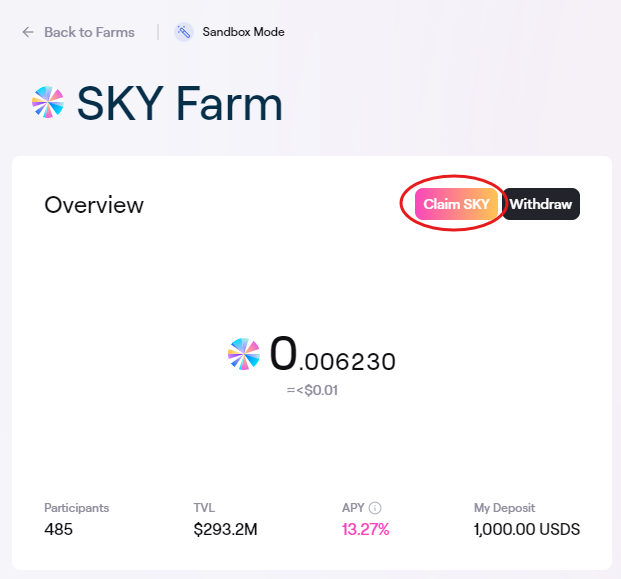 Back to Farms
Sandbox Mode
SKY Farm
Overview
Claim SKY
Withdraw
0.006230
=<$0.01
Participants
485
TVL
$293.2M
APY
13.27%
My Deposit
1,000.00 USDS